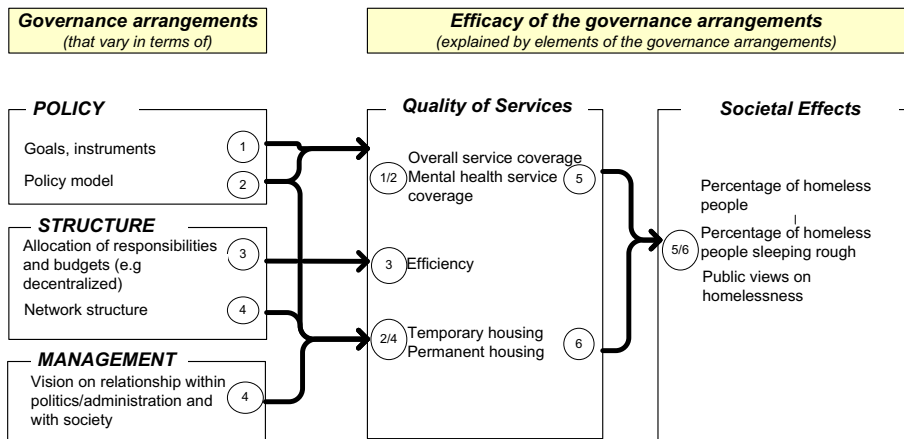 Governance arrangements
(that vary in terms of)
Efficacy of the governance arrangements
(explained by elements of the governance arrangements)
POLICY
Goals, instruments
1
Policy model
2
STRUCTURE
Allocation of responsibilities
and budgets (e.g
decentralized)
3
Network structure
4
MANAGEMENT
Vision on relationship within
politics/administration and
with society
4
Quality of Services
1/2
Overall service coverage
Mental health service
coverage
5
3
Efficiency
2/4
Temporary housing
Permanent housing
6
Societal Effects
Percentage of homeless
people
Percentage of homeless
people sleeping rough
5/6
Public views on
homelessness